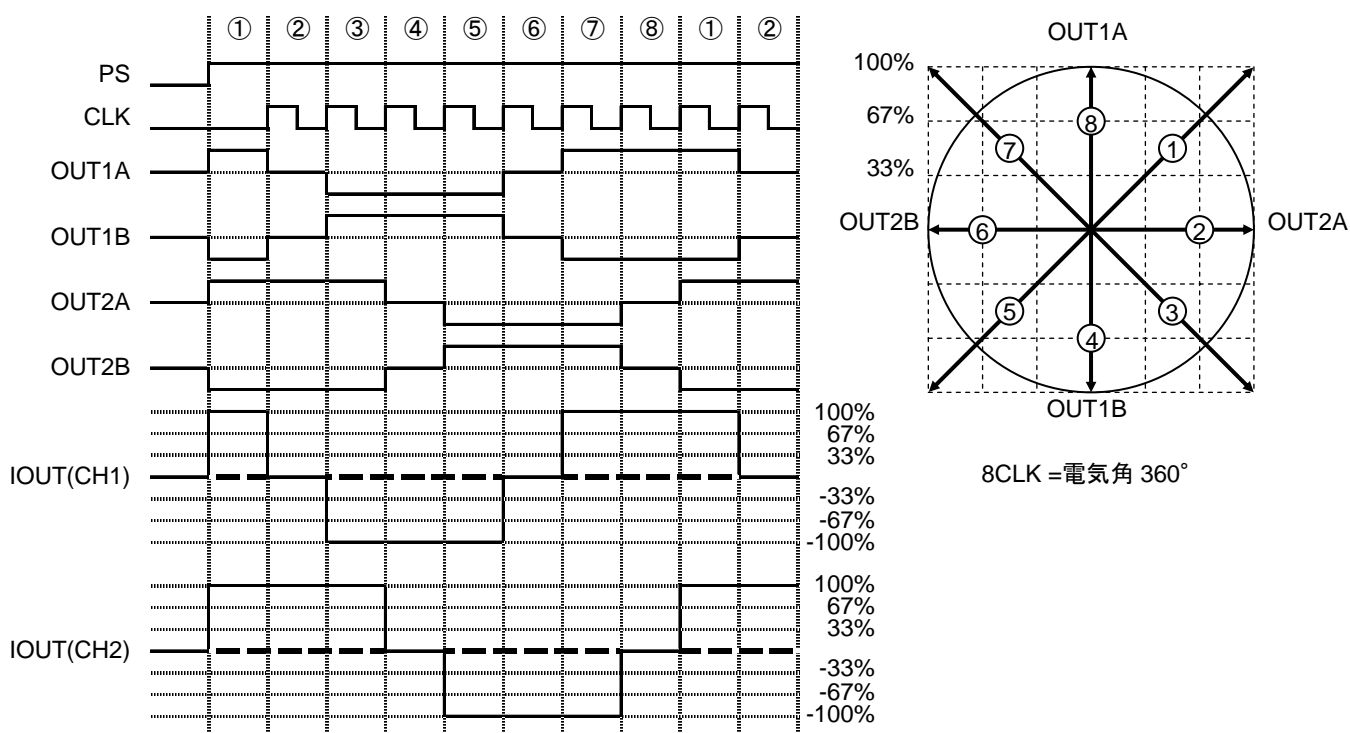 ① ② ③ ④ ⑤ ⑥ ⑦ ⑧ ① ②
PS
CLK
OUT1A
OUT1B
OUT2A
OUT2B
IOUT(CH1)
100%
67%
33%
-33%
-67%
-100%
IOUT(CH2)
100%
67%
33%
-33%
-67%
-100%
OUT1A
100%
67%
33%
OUT2B
OUT2A
OUT1B
⑧
⑦ ①
⑥ ②
⑤ ③
④
8CLK =電気角 360°